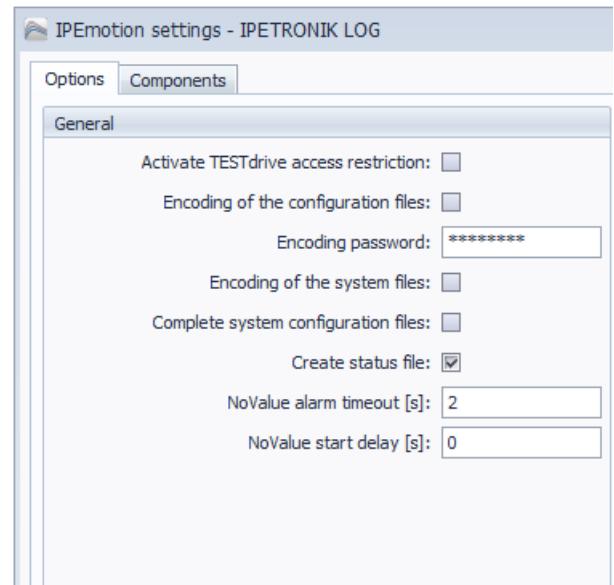 IPEmotion settings - IPETRONIK LOG
Options Components
General
Activate TESTdrive access restriction:
Encoding of the configuration files:
Encoding password: ********
Encoding of the system files:
Complete system configuration files:
Create status file:
NoValue alarm timeout [s]: 2
NoValue start delay [s]: 0